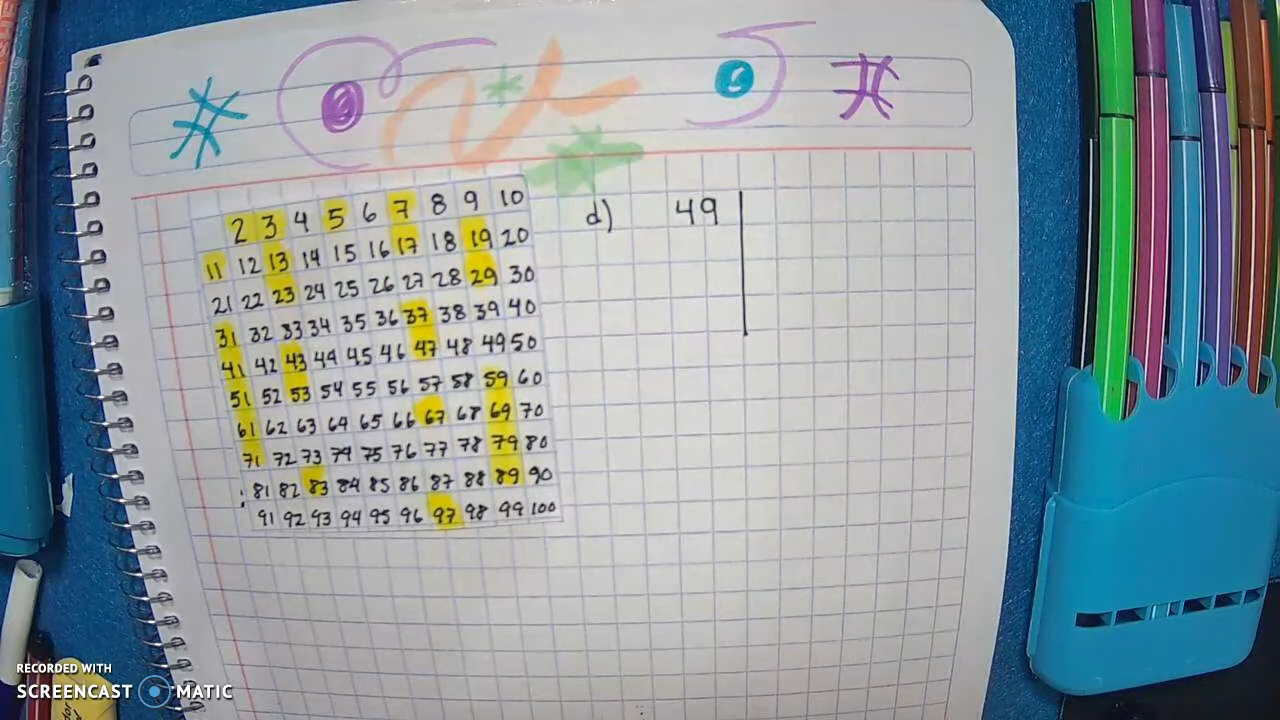 2 3 4 5 6 7 8 9 10
11 12 13 14 15 16 17 18 19 20
21 22 23 24 25 26 27 28 29 30
31 32 33 34 35 36 37 38 39 40
41 42 43 44 45 46 47 48 49 50
51 52 53 54 55 56 57 58 59 60
61 62 63 64 65 66 67 68 69 70
71 72 73 74 75 76 77 78 79 80
81 82 83 84 85 86 87 88 89 90
91 92 93 94 95 96 97 98 99 100
d) 49
RECORDED WITH
SCREENCAST MATIC